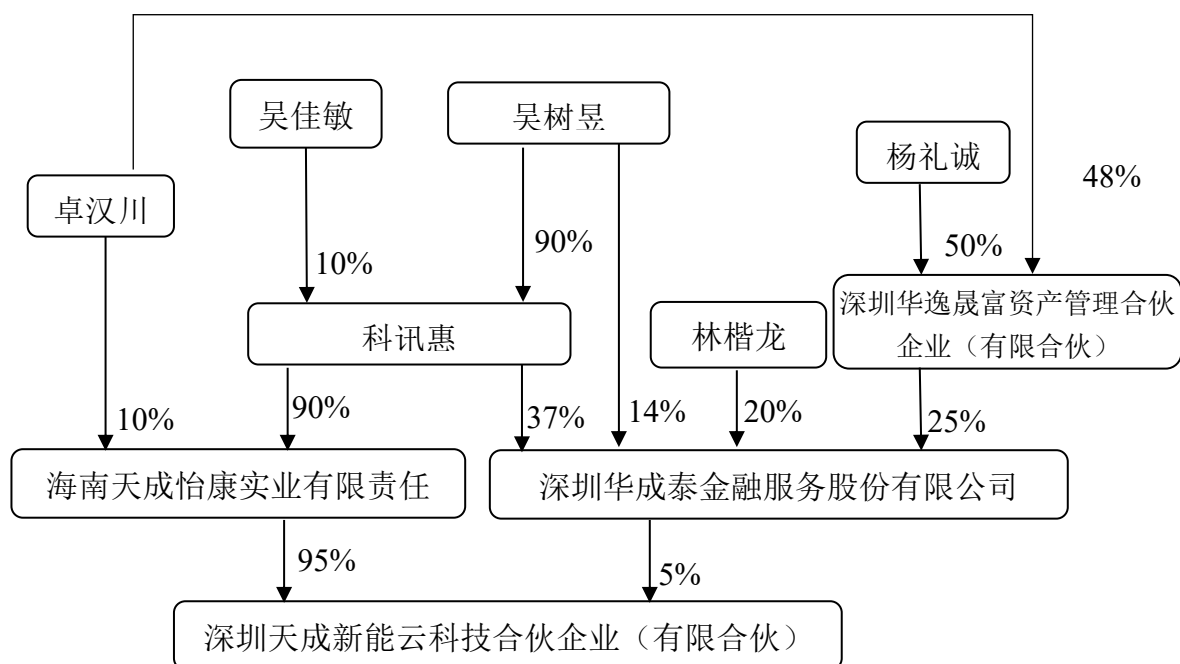 吴佳敏
吴树昱
杨礼诚
48%
卓汉川
90%
50%
10%
深圳华逸晟富资产管理合伙
企业（有限合伙）
科讯惠
林楷龙
10%
90%
37%
14%
20%
25%
海南天成怡康实业有限责任
深圳华成泰金融服务股份有限公司
95%
5%
深圳天成新能云科技合伙企业（有限合伙）